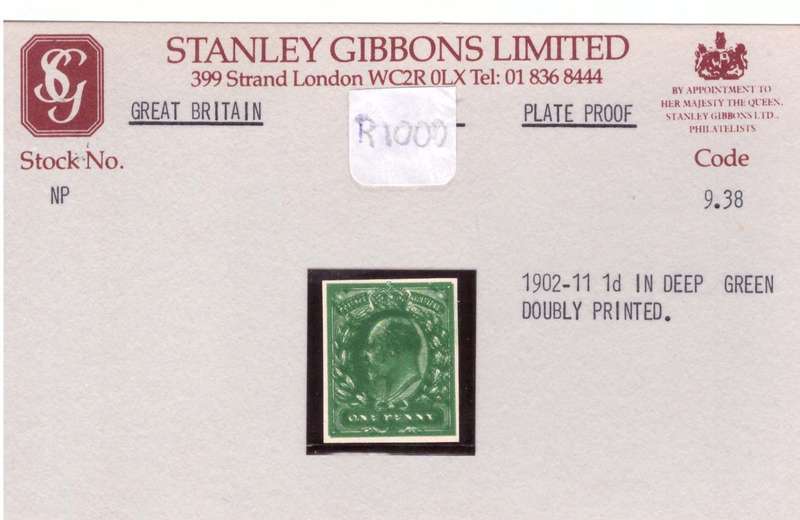 SG
STANLEY GIBBONS LIMITED
399 Strand London WC2R 0LX Tel: 01 836 8444
BY APPOINTMENT TO
HER MAJESTY THE QUEEN,
STANLEY GIBBONS LTD.,
PHILATELISTS
GREAT BRITAIN
R1000
PLATE PROOF
Stock No.
Code
NP
9.38
1902-11 1d IN DEEP GREEN
DOUBLY PRINTED.
ONE PENNY